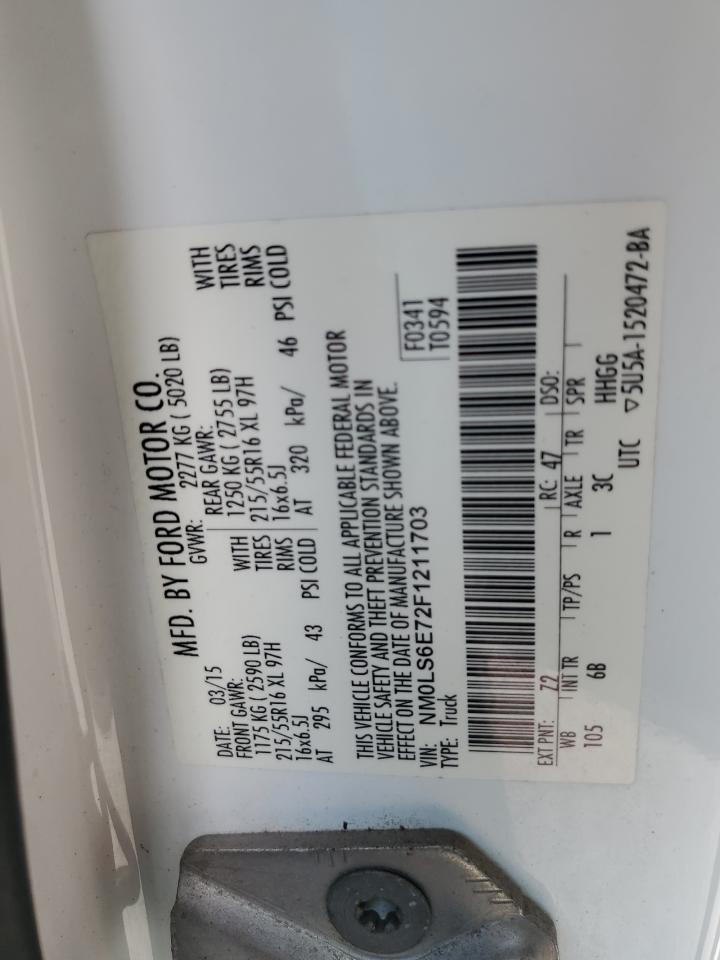 MFD. BY FORD MOTOR CO.
DATE: 03/15 GVWR: 2277 KG ( 5020 LB)
FRONT GAWR: REAR GAWR:
1175 KG ( 2590 LB) WITH 1250 KG ( 2755 LB) WITH
215/55R16 XL 97H TIRES 215/55R16 XL 97H TIRES
16x6.5J RIMS 16x6.5J RIMS
AT 295 kPa/ 43 PSI COLD AT 320 kPa/ 46 PSI COLD
THIS VEHICLE CONFORMS TO ALL APPLICABLE FEDERAL MOTOR
VEHICLE SAFETY AND THEFT PREVENTION STANDARDS IN
EFFECT ON THE DATE OF MANUFACTURE SHOWN ABOVE.
VIN: NM0LS6E72F1211703 F0341
TYPE: Truck T0594
EXT PNT: Z2 RC: 47 DSO:
WB INT TR TP/PS R AXLE TR SPR
105 6B 1 3C HHGG
UTC ▽5U5A-1520472-BA